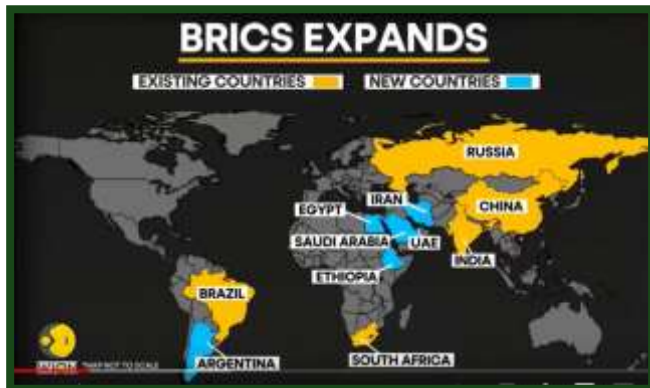 BRICS EXPANDS
EXISTING COUNTRIES
NEW COUNTRIES
RUSSIA
IRAN
CHINA
EGYPT
SAUDI ARABIA
UAE
INDIA
ETHIOPIA
BRAZIL
ARGENTINA
SOUTH AFRICA
*MAP NOT TO SCALE